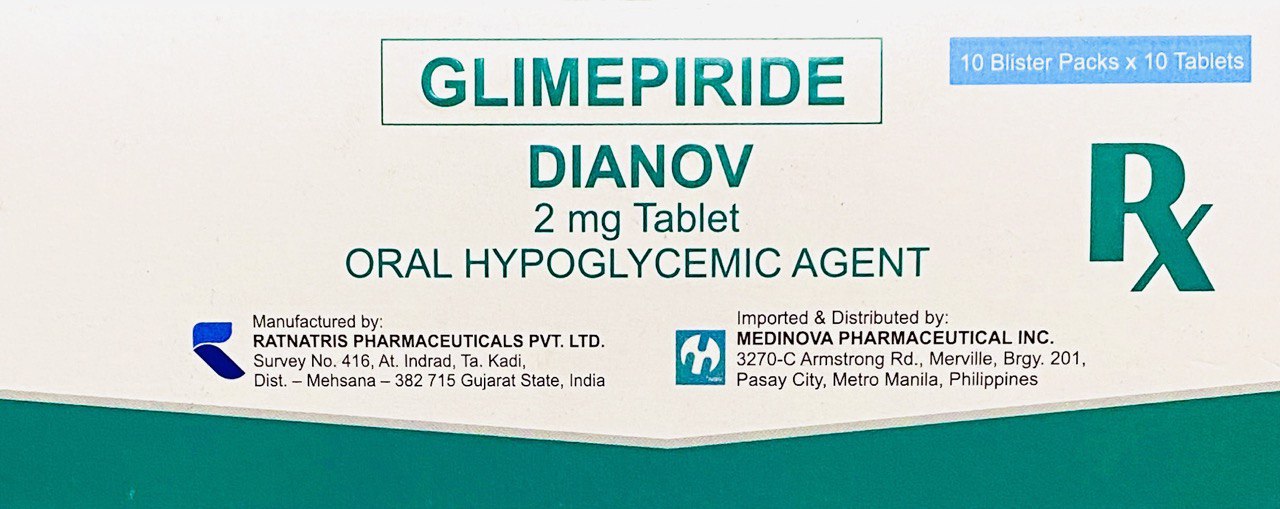 GLIMEPIRIDE
10 Blister Packs x 10 Tablets
DIANOV
2 mg Tablet
ORAL HYPOGLYCEMIC AGENT
Rx
Manufactured by:
RATNATRIS PHARMACEUTICALS PVT. LTD.
Survey No. 416, At. Indrad, Ta. Kadi,
Dist. – Mehsana – 382 715 Gujarat State, India
Imported & Distributed by:
MEDINOVA PHARMACEUTICAL INC.
3270-C Armstrong Rd., Merville, Brgy. 201,
Pasay City, Metro Manila, Philippines